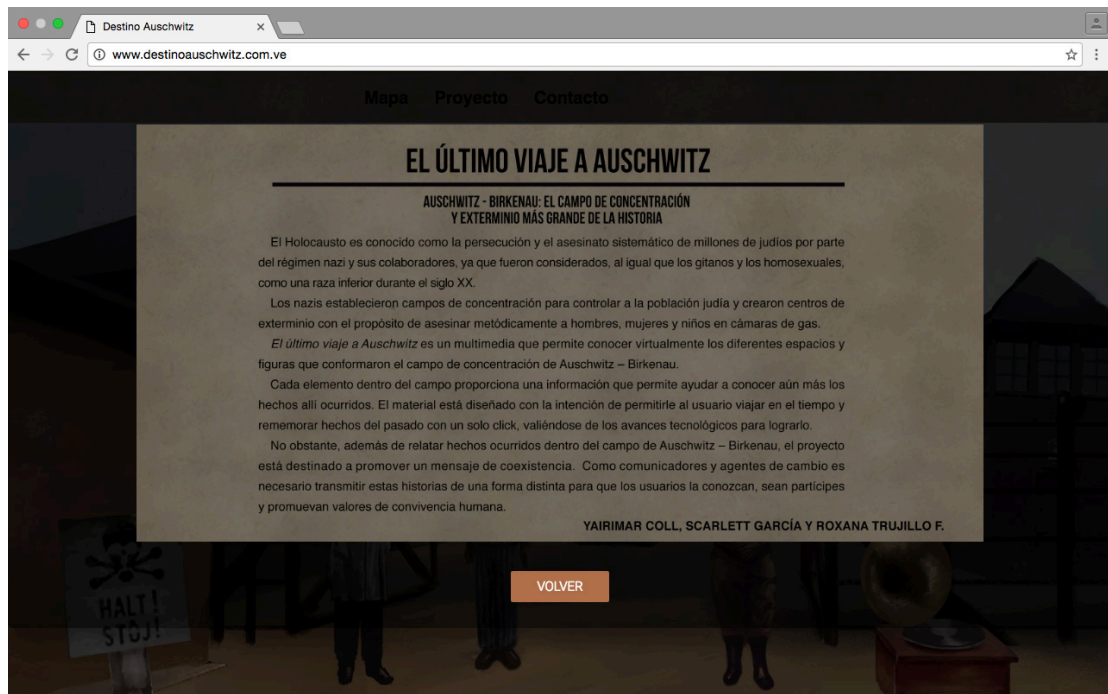 Destino Auschwitz
www.destinoauschwitz.com.ve
Mapa Proyecto Contacto
EL ÚLTIMO VIAJE A AUSCHWITZ
AUSCHWITZ - BIRKENAU: EL CAMPO DE CONCENTRACIÓN
Y EXTERMINIO MÁS GRANDE DE LA HISTORIA
El Holocausto es conocido como la persecución y el asesinato sistemático de millones de judíos por parte
del régimen nazi y sus colaboradores, ya que fueron considerados, al igual que los gitanos y los homosexuales,
como una raza inferior durante el siglo XX.
Los nazis establecieron campos de concentración para controlar a la población judía y crearon centros de
exterminio con el propósito de asesinar metódicamente a hombres, mujeres y niños en cámaras de gas.
El último viaje a Auschwitz es un multimedia que permite conocer virtualmente los diferentes espacios y
figuras que conformaron el campo de concentración de Auschwitz – Birkenau.
Cada elemento dentro del campo proporciona una información que permite ayudar a conocer aún más los
hechos allí ocurridos. El material está diseñado con la intención de permitirle al usuario viajar en el tiempo y
rememorar hechos del pasado con un solo click, valiéndose de los avances tecnológicos para lograrlo.
No obstante, además de relatar hechos ocurridos dentro del campo de Auschwitz – Birkenau, el proyecto
está destinado a promover un mensaje de coexistencia. Como comunicadores y agentes de cambio es
necesario transmitir estas historias de una forma distinta para que los usuarios la conozcan, sean partícipes
y promuevan valores de convivencia humana.
YAIRIMAR COLL, SCARLETT GARCÍA Y ROXANA TRUJILLO F.
VOLVER
HALT!
STÓJ!